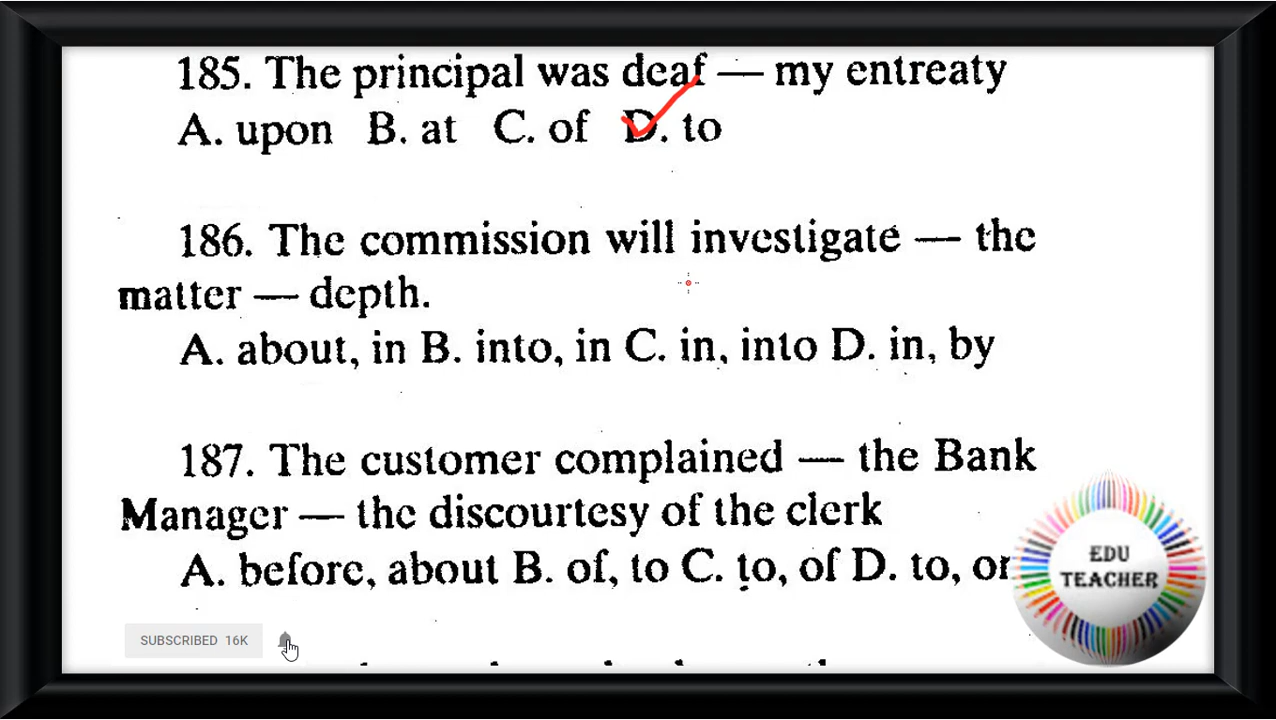 185. The principal was deaf — my entreaty
A. upon B. at C. of D. to
186. The commission will investigate — the
matter — depth.
A. about, in B. into, in C. in, into D. in, by
187. The customer complained — the Bank
Manager — the discourtesy of the clerk
A. before, about B. of, to C. to, of D. to,
EDU
TEACHER
SUBSCRIBED 16K